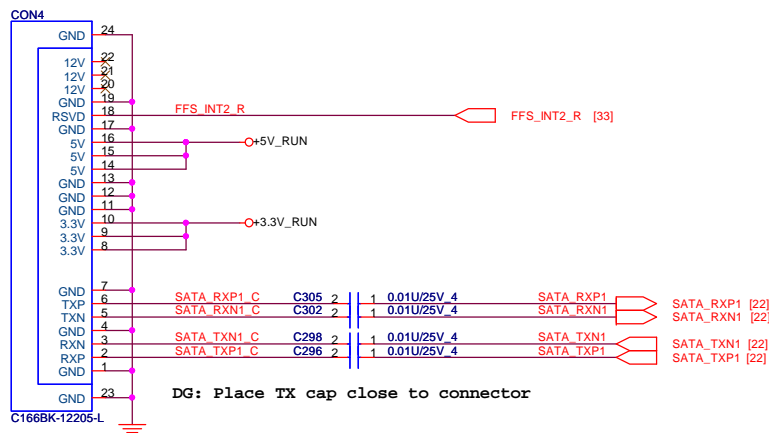 CON4
GND 24
12V 22
12V 21
12V 20
GND 19
RSVD 18 FFS_INT2_R FFS_INT2_R [33]
GND 17
5V 16 +5V_RUN
5V 15
5V 14
GND 13
GND 12
GND 11
3.3V 10 +3.3V_RUN
3.3V 9
3.3V 8
GND 7
TXP 6 SATA_RXP1_C C305 2 1 0.01U/25V_4 SATA_RXP1 SATA_RXP1 [22]
TXN 5 SATA_RXN1_C C302 2 1 0.01U/25V_4 SATA_RXN1 SATA_RXN1 [22]
GND 4
RXN 3 SATA_TXN1_C C298 2 1 0.01U/25V_4 SATA_TXN1 SATA_TXN1 [22]
RXP 2 SATA_TXP1_C C296 2 1 0.01U/25V_4 SATA_TXP1 SATA_TXP1 [22]
GND 1
GND 23
DG: Place TX cap close to connector
C166BK-12205-L